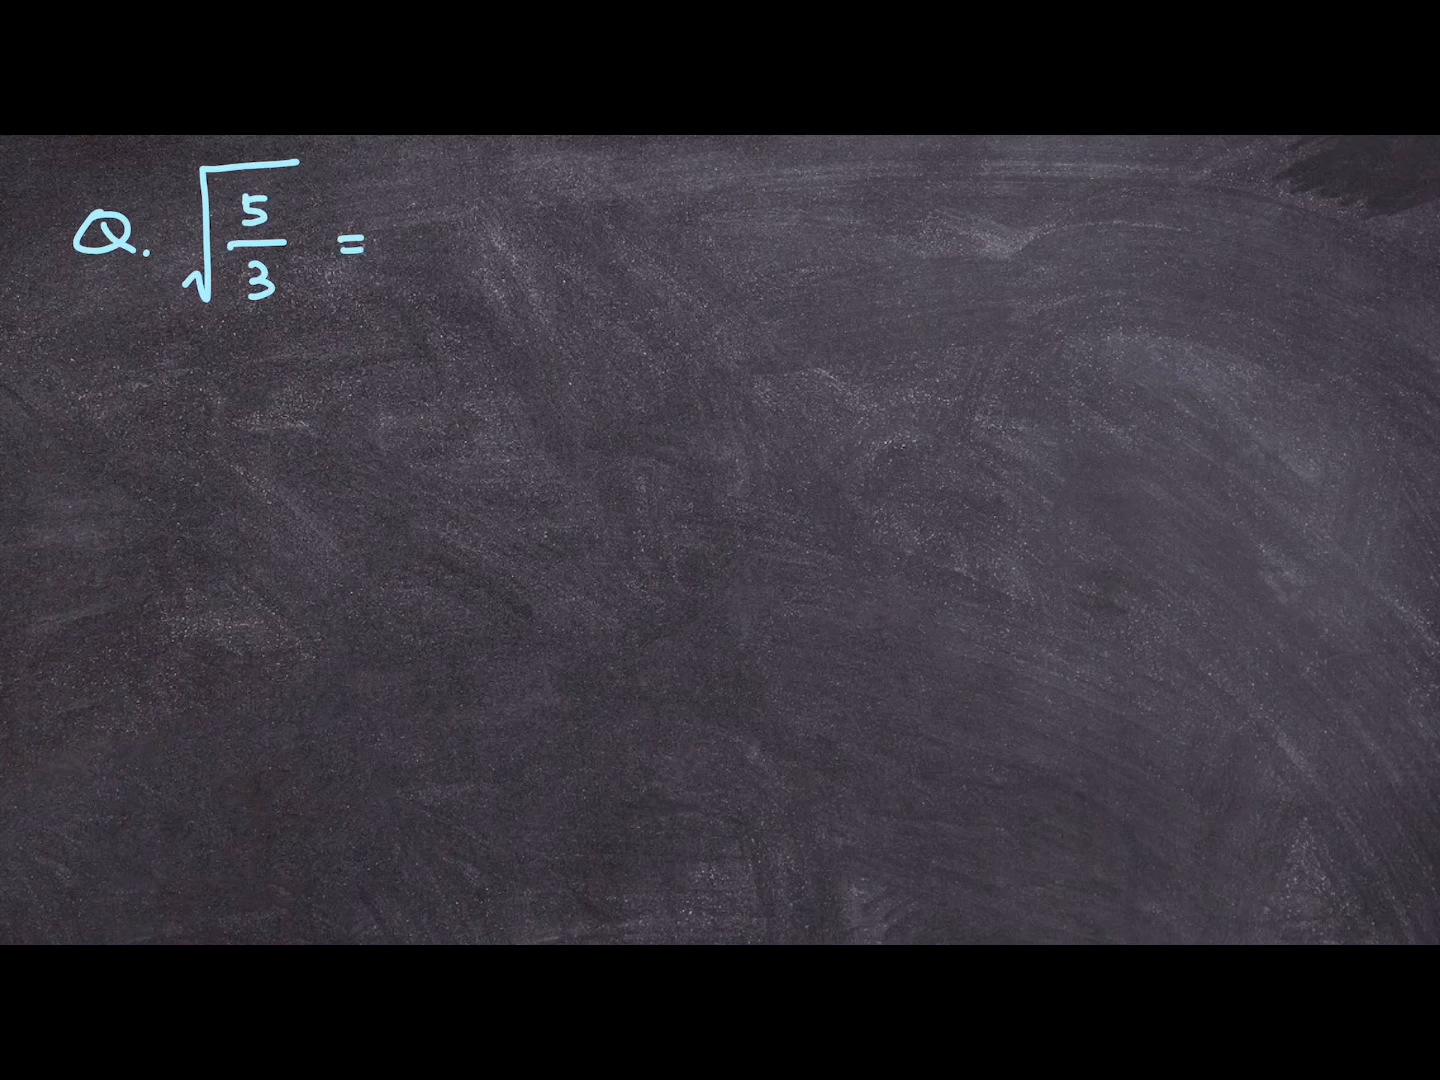 Q. √(5/3) =